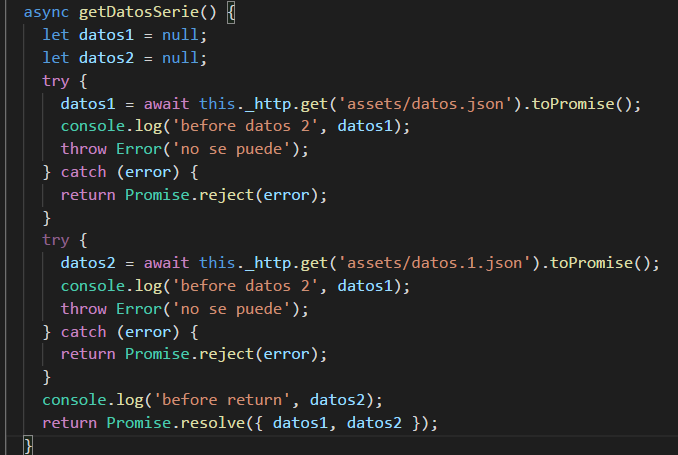 async getDatosSerie() {
let datos1 = null;
let datos2 = null;
try {
datos1 = await this._http.get('assets/datos.json').toPromise();
console.log('before datos 2', datos1);
throw Error('no se puede');
} catch (error) {
return Promise.reject(error);
}
try {
datos2 = await this._http.get('assets/datos.1.json').toPromise();
console.log('before datos 2', datos1);
throw Error('no se puede');
} catch (error) {
return Promise.reject(error);
}
console.log('before return', datos2);
return Promise.resolve({ datos1, datos2 });
}